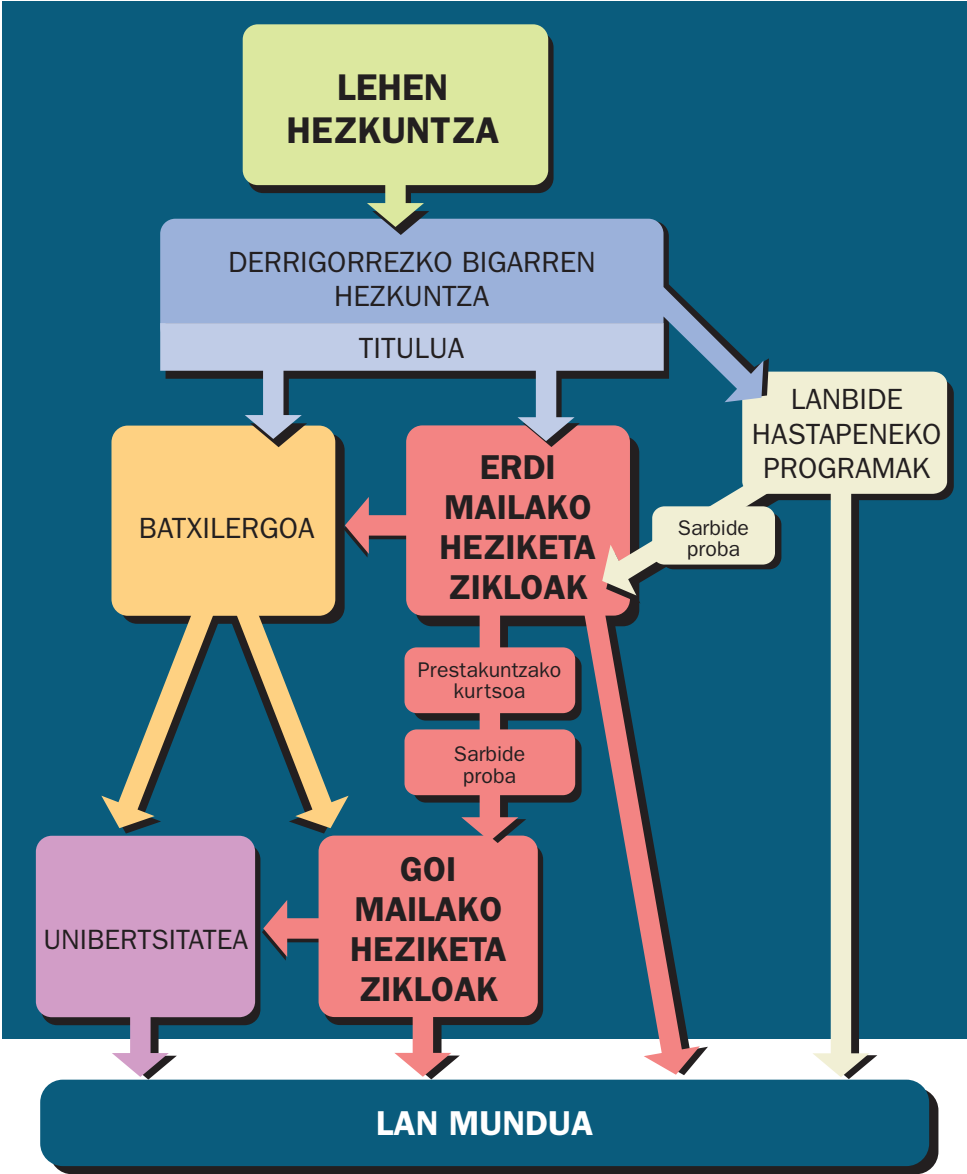 LEHEN
HEZKUNTZA
DERRIGORREZKO BIGARREN
HEZKUNTZA
TITULUA
LANBIDE
HASTAPENEKO
PROGRAMAK
BATXILERGOA
ERDI
MAILAKO
HEZIKETA
ZIKLOAK
Sarbide
proba
Prestakuntzako
kurtsoa
Sarbide
proba
UNIBERTSITATEA
GOI
MAILAKO
HEZIKETA
ZIKLOAK
LAN MUNDUA